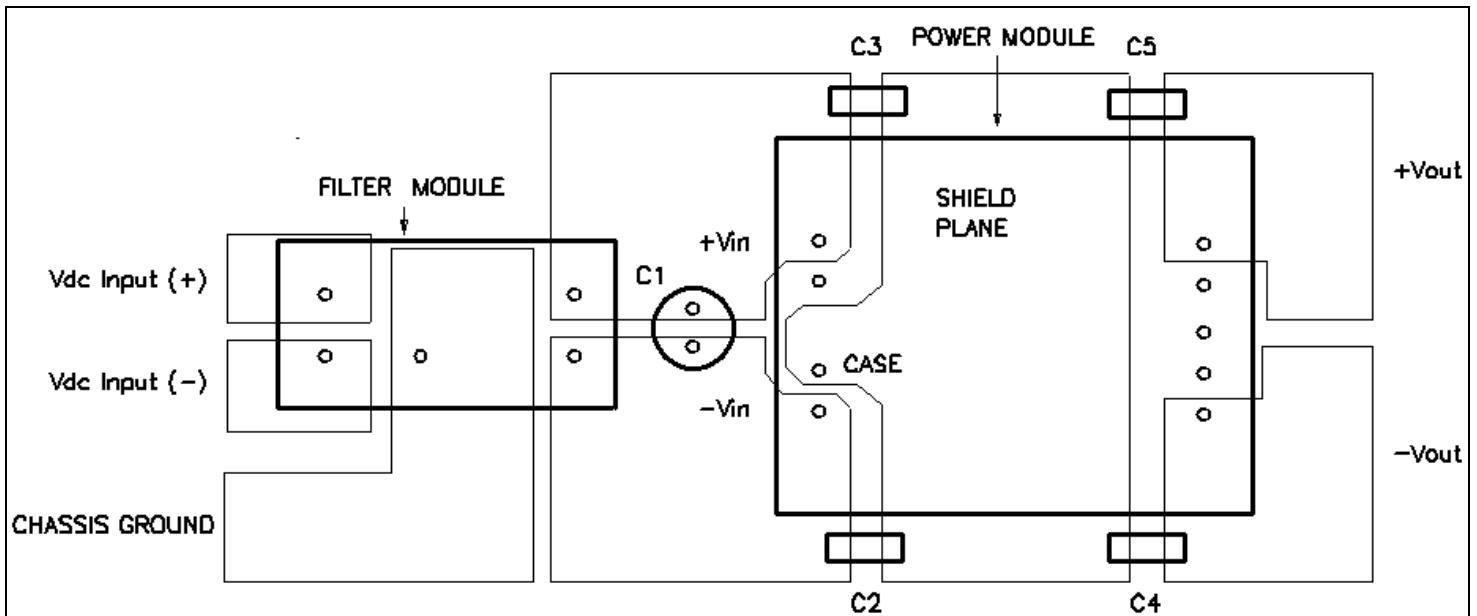 C3
POWER MODULE
C5
+Vout
FILTER MODULE
SHIELD
PLANE
+Vin
Vdc Input (+)
C1
CASE
Vdc Input (-)
-Vin
-Vout
CHASSIS GROUND
C2
C4